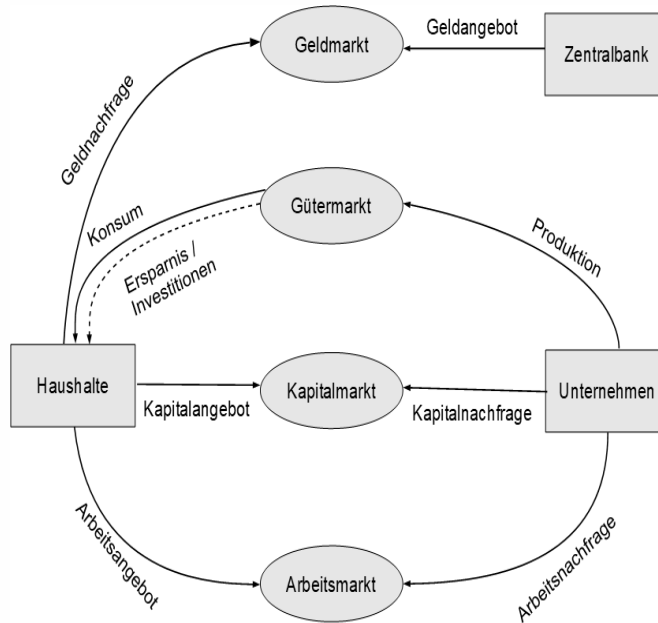 Geldmarkt
Geldangebot
Zentralbank
Geldnachfrage
Gütermarkt
Konsum
Ersparnis /
Investitionen
Produktion
Haushalte
Kapitalangebot
Kapitalmarkt
Kapitalnachfrage
Unternehmen
Arbeitsangebot
Arbeitsmarkt
Arbeitsnachfrage